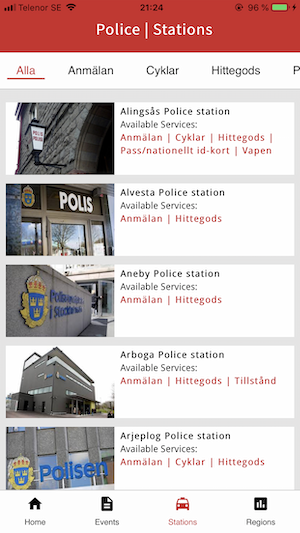 Telenor SE 21:24 96 %
Police | Stations
Alla Anmälan Cyklar Hittegods P
Alingsås Police station
Available Services:
Anmälan | Cyklar | Hittegods |
Pass/nationellt id-kort | Vapen
Alvesta Police station
Available Services:
Anmälan | Hittegods
POLIS
Aneby Police station
Available Services:
Anmälan | Hittegods
Arboga Police station
Available Services:
Anmälan | Hittegods | Tillstånd
Arjeplog Police station
Available Services:
Anmälan | Cyklar | Hittegods
Polisen
Home Events Stations Regions